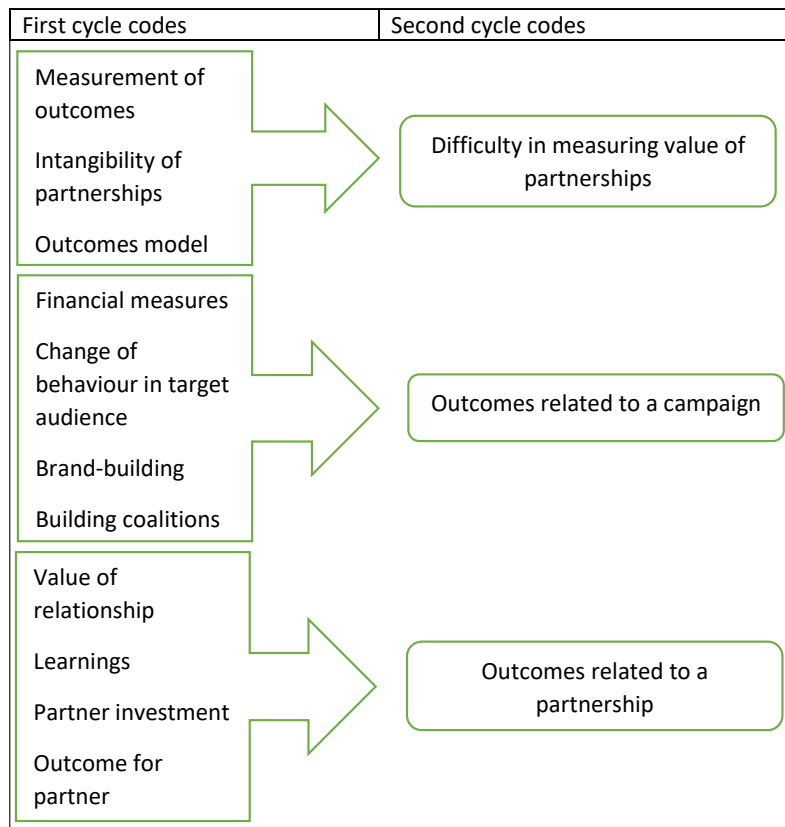 First cycle codes
Second cycle codes
Measurement of
outcomes
Intangibility of
partnerships
Outcomes model
Difficulty in measuring value of
partnerships
Financial measures
Change of
behaviour in target
audience
Brand-building
Building coalitions
Outcomes related to a campaign
Value of
relationship
Learnings
Partner investment
Outcome for
partner
Outcomes related to a
partnership